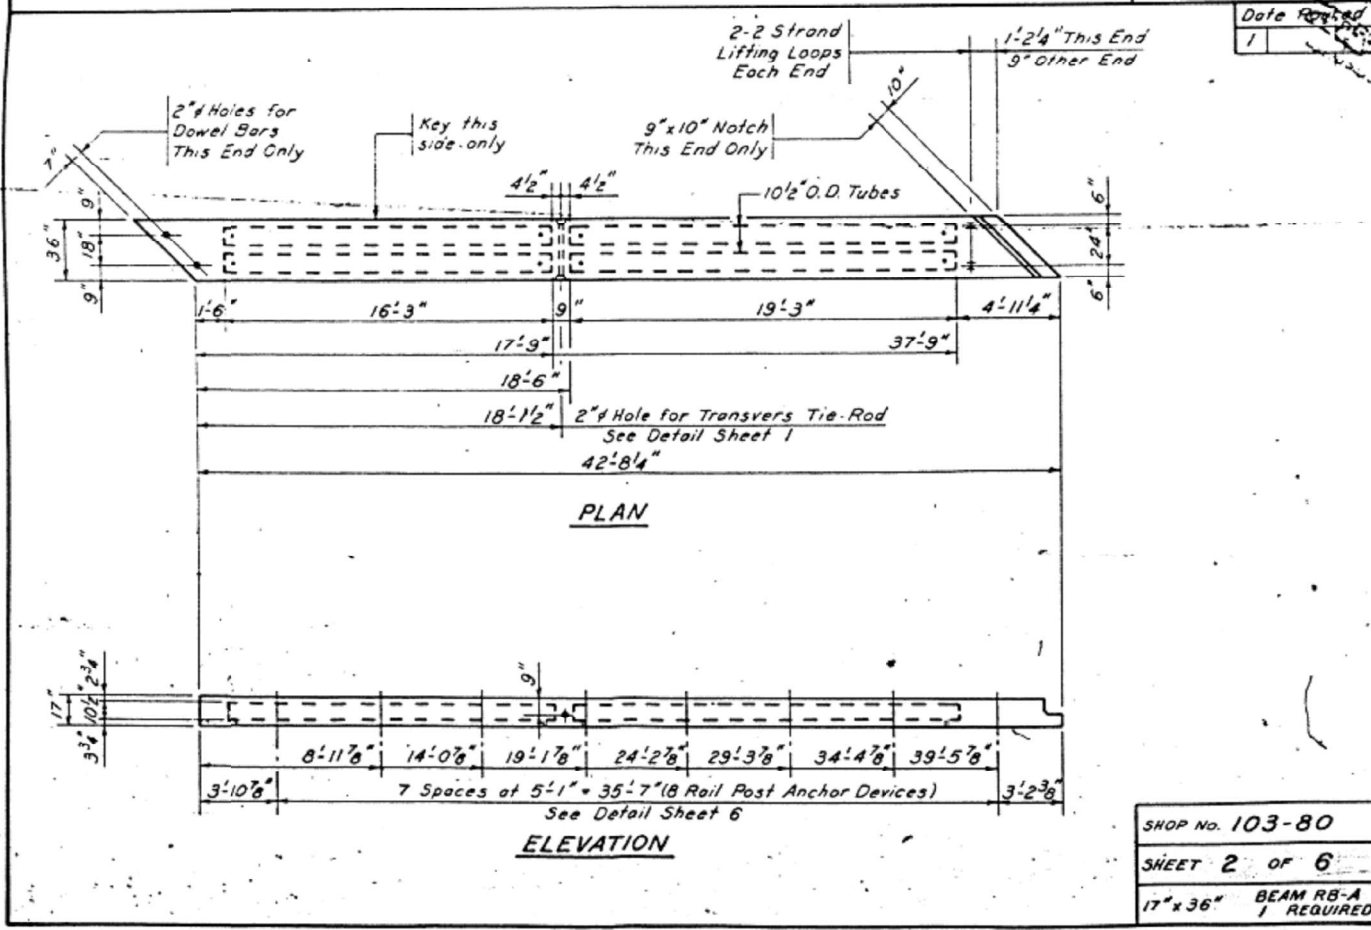 Date
1
2-2 Strand
Lifting Loops
Each End
1'-2¼" This End
9" Other End
10"
2"ø Holes for
Dowel Bars
This End Only
Key this
side only
9"x10" Notch
This End Only
7"
4½" 4½"
10½" O.D. Tubes
9"
18"
9"
36"
6"
24"
6"
1'-6" 16'-3" 9" 19'-3" 4'-11¼"
17'-9" 37'-9"
18'-6"
18'-1½" 2"ø Hole for Transvers Tie-Rod
See Detail Sheet 1
42'-8¼"
PLAN
17"
2¾"
10½"
3¾"
9"
8'-11⅞" 14'-0⅞" 19'-1⅞" 24'-2⅞" 29'-3⅞" 34'-4⅞" 39'-5⅞"
3'-10⅞" 7 Spaces at 5'-1" = 35'-7" (8 Rail Post Anchor Devices) 3'-2⅜"
See Detail Sheet 6
ELEVATION
SHOP No. 103-80
SHEET 2 OF 6
17" x 36" BEAM RB-A
1 REQUIRED